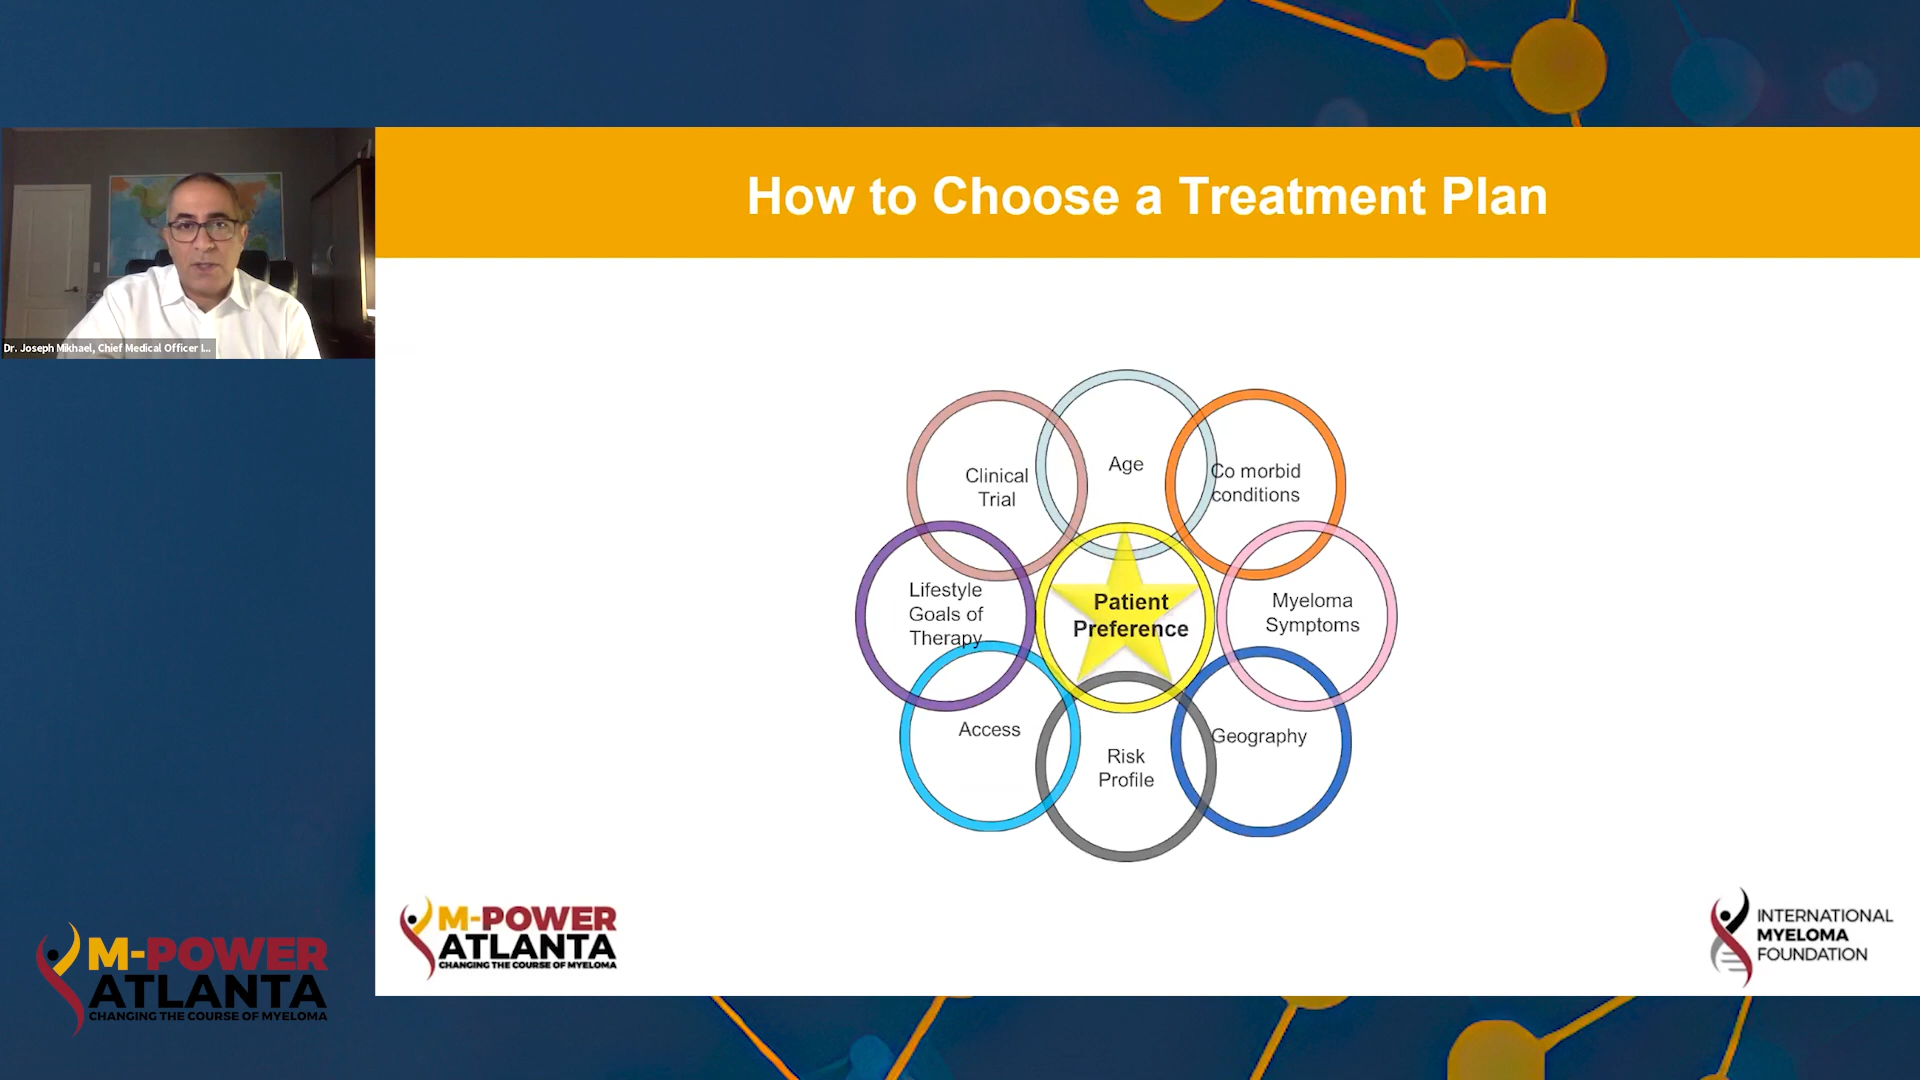 How to Choose a Treatment Plan
Dr. Joseph Mikhael, Chief Medical Officer I...
Clinical
Trial
Age
Co morbid
conditions
Lifestyle
Goals of
Therapy
Patient
Preference
Myeloma
Symptoms
Access
Risk
Profile
Geography
M-POWER
ATLANTA
CHANGING THE COURSE OF MYELOMA
INTERNATIONAL
MYELOMA
FOUNDATION
M-POWER
ATLANTA
CHANGING THE COURSE OF MYELOMA